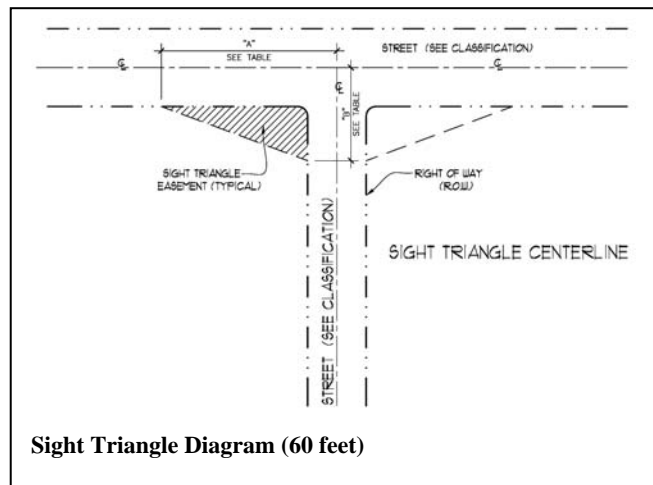 "A"
SEE TABLE
STREET (SEE CLASSIFICATION)
℄
℄
℄
"B"
SEE TABLE
SIGHT TRIANGLE
EASEMENT (TYPICAL)
RIGHT OF WAY
(R.O.W.)
SIGHT TRIANGLE CENTERLINE
STREET (SEE CLASSIFICATION)
Sight Triangle Diagram (60 feet)